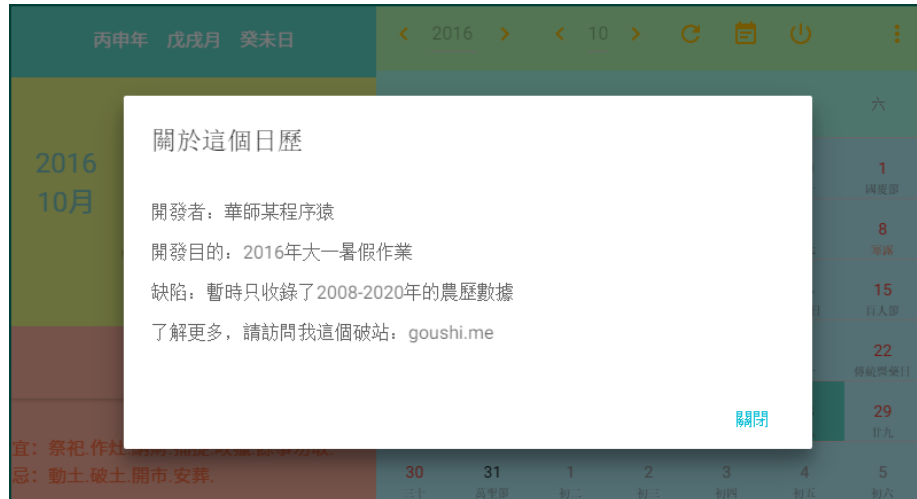 丙申年 戊戌月 癸未日
2016
10
六
2016
10月
關於這個日歷
開發者：華師某程序猿
開發目的：2016年大一暑假作業
缺陷：暫時只收錄了2008-2020年的農歷數據
了解更多，請訪問我這個破站：goushi.me
關閉
1
國慶節
8
寒露
15
盲人節
22
傳統醫藥日
29
廿九
宜：祭祀.作灶
忌：動土.破土.開市.安葬.
30 31 1 2 3 4 5
三十 萬聖節 初二 初三 初四 初五 初六